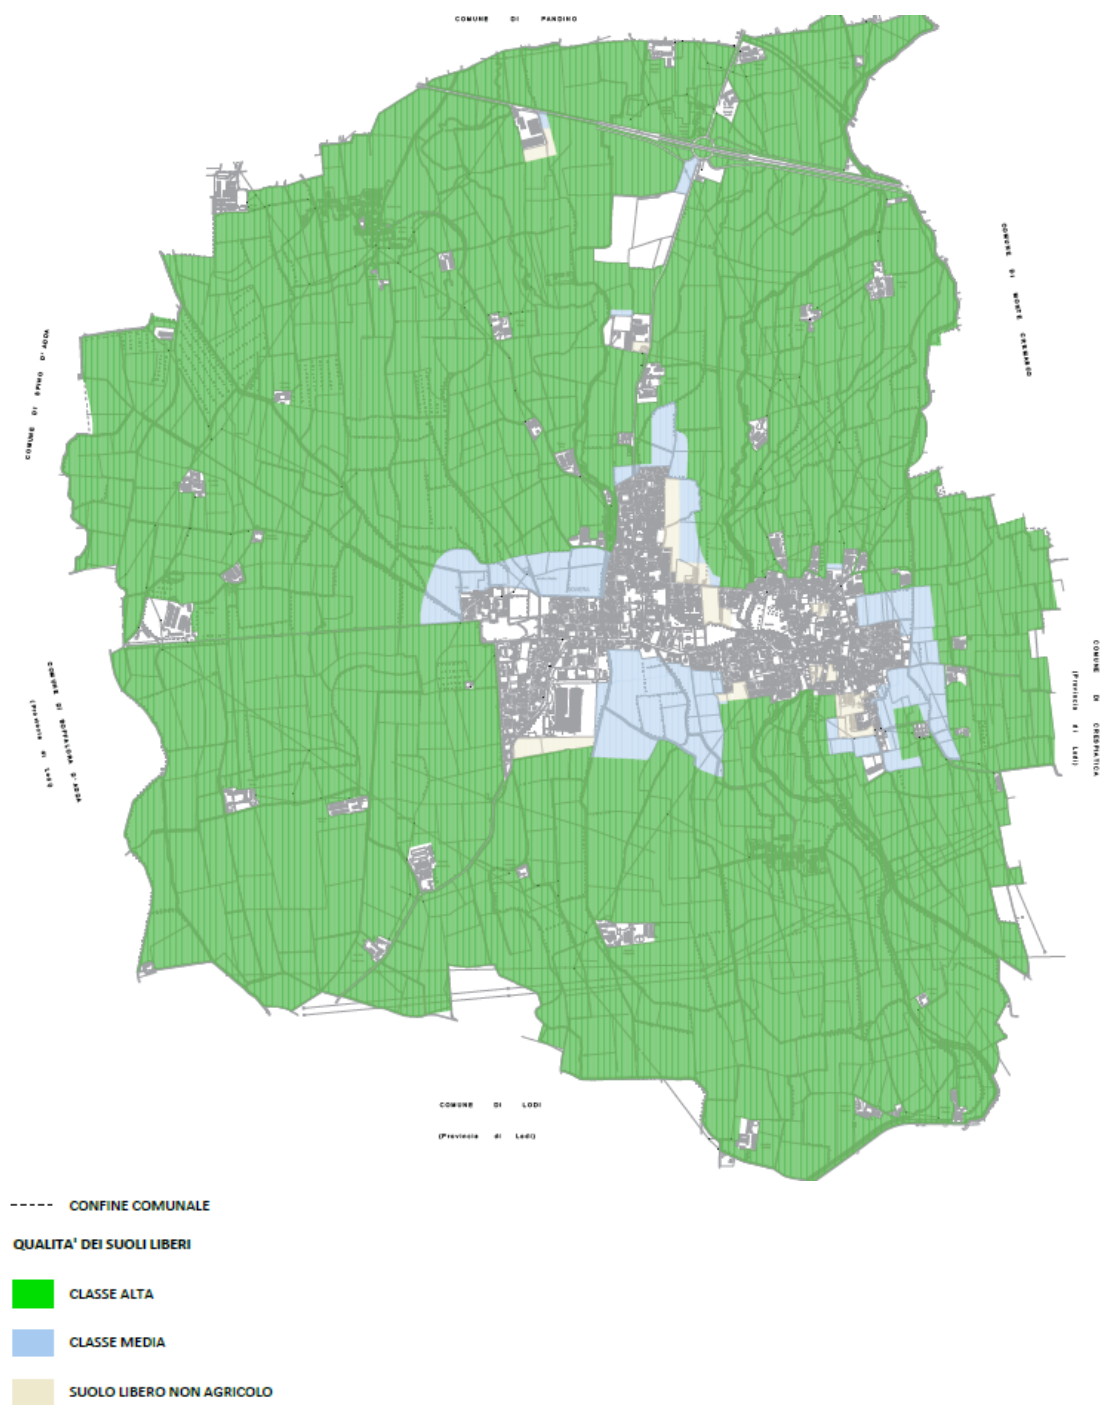 COMUNE DI PANDINO
COMUNE DI MONTE CREMASCO
COMUNE DI SPINO D'ADDA
COMUNE DI BOFFALORA D'ADDA
(Provincia di Lodi)
COMUNE DI CRESPIATICA
(Provincia di Lodi)
COMUNE DI LODI
(Provincia di Lodi)
CONFINE COMUNALE
QUALITA' DEI SUOLI LIBERI
CLASSE ALTA
CLASSE MEDIA
SUOLO LIBERO NON AGRICOLO